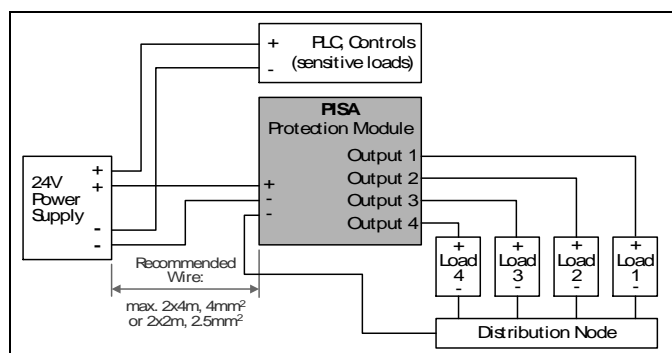 PLC, Controls
(sensitive loads)
+
-
PISA
Protection Module
Output 1
Output 2
Output 3
Output 4
+
-
-
24V
Power
Supply
+
+
-
-
Recommended
Wire:
max. 2x4m, 4mm²
or 2x2m, 2.5mm²
+
Load
4
-
+
Load
3
-
+
Load
2
-
+
Load
1
-
Distribution Node